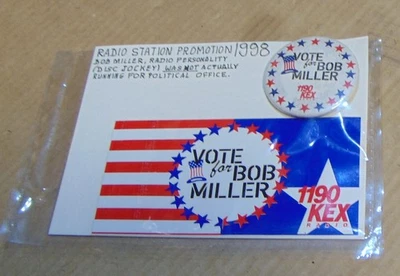 RADIO STATION PROMOTION 1998
BOB MILLER, RADIO PERSONALITY
(DISC JOCKEY) WAS NOT ACTUALLY
RUNNING FOR POLITICAL OFFICE.
VOTE
for BOB
MILLER
1190
KEX
VOTE
for BOB
MILLER
1190
KEX
RADIO